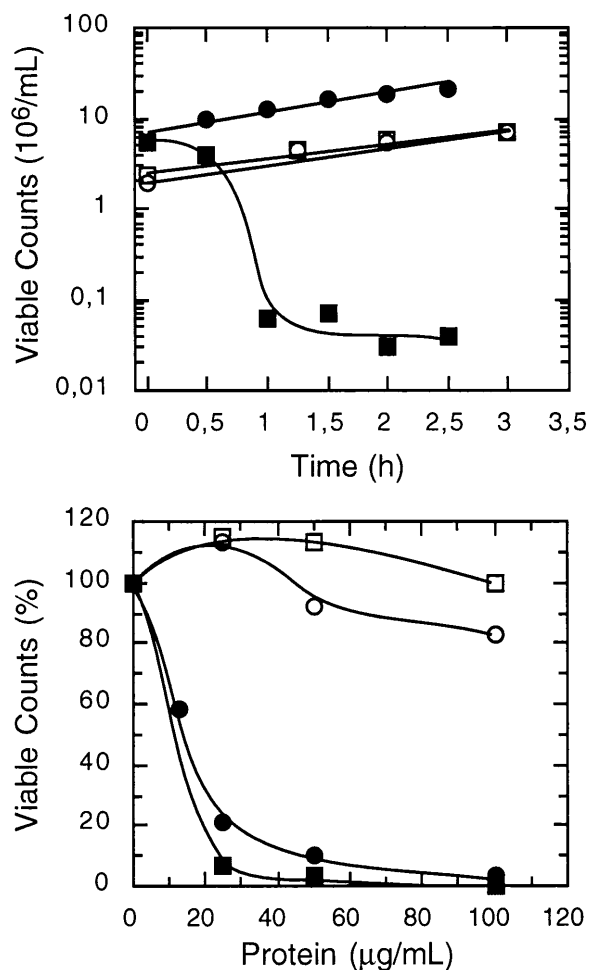 Viable Counts (10⁶/mL)
100
10
1
0,1
0,01
0 0,5 1 1,5 2 2,5 3 3,5
Time (h)
Viable Counts (%)
120
100
80
60
40
20
0
0 20 40 60 80 100 120
Protein (µg/mL)